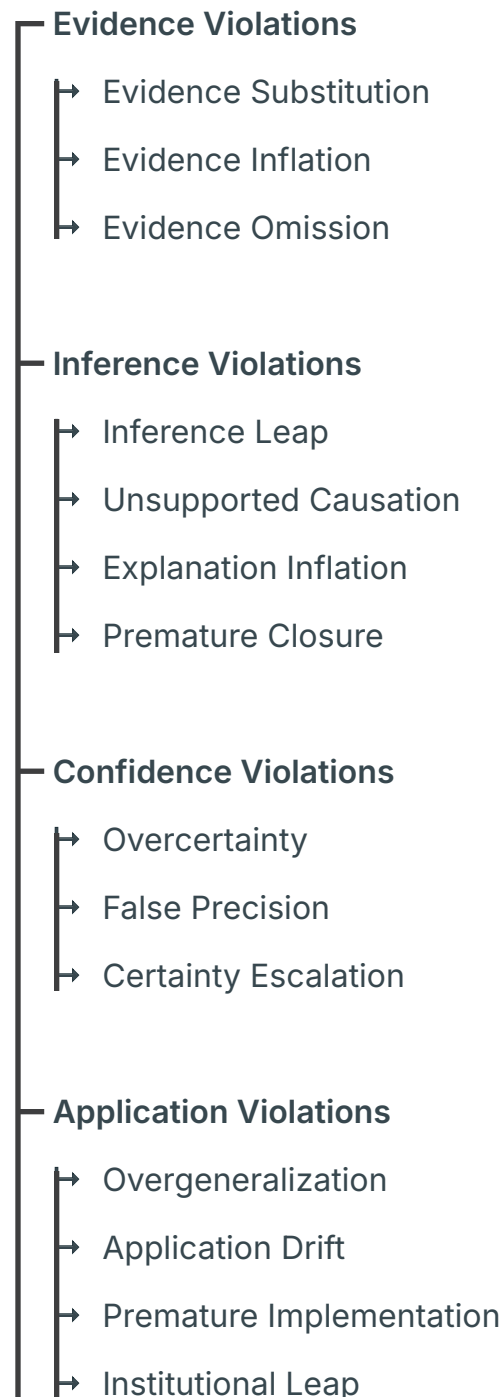 Evidence Violations
Evidence Substitution
Evidence Inflation
Evidence Omission
Inference Violations
Inference Leap
Unsupported Causation
Explanation Inflation
Premature Closure
Confidence Violations
Overcertainty
False Precision
Certainty Escalation
Application Violations
Overgeneralization
Application Drift
Premature Implementation
Institutional Leap